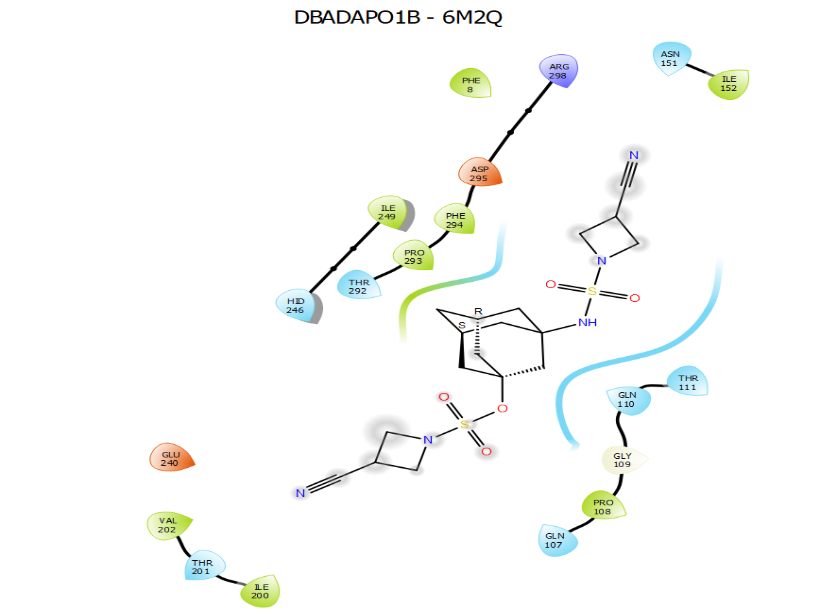 DBADAPO1B - 6M2Q
ASN
151
ILE
152
ARG
298
PHE
8
N
ASP
295
ILE
249
PHE
294
PRO
293
N
THR
292
O
S
O
HID
246
R
NH
S
THR
111
GLN
110
O
O
S
N
O
GLU
240
GLY
109
N
PRO
108
VAL
202
GLN
107
THR
201
ILE
200